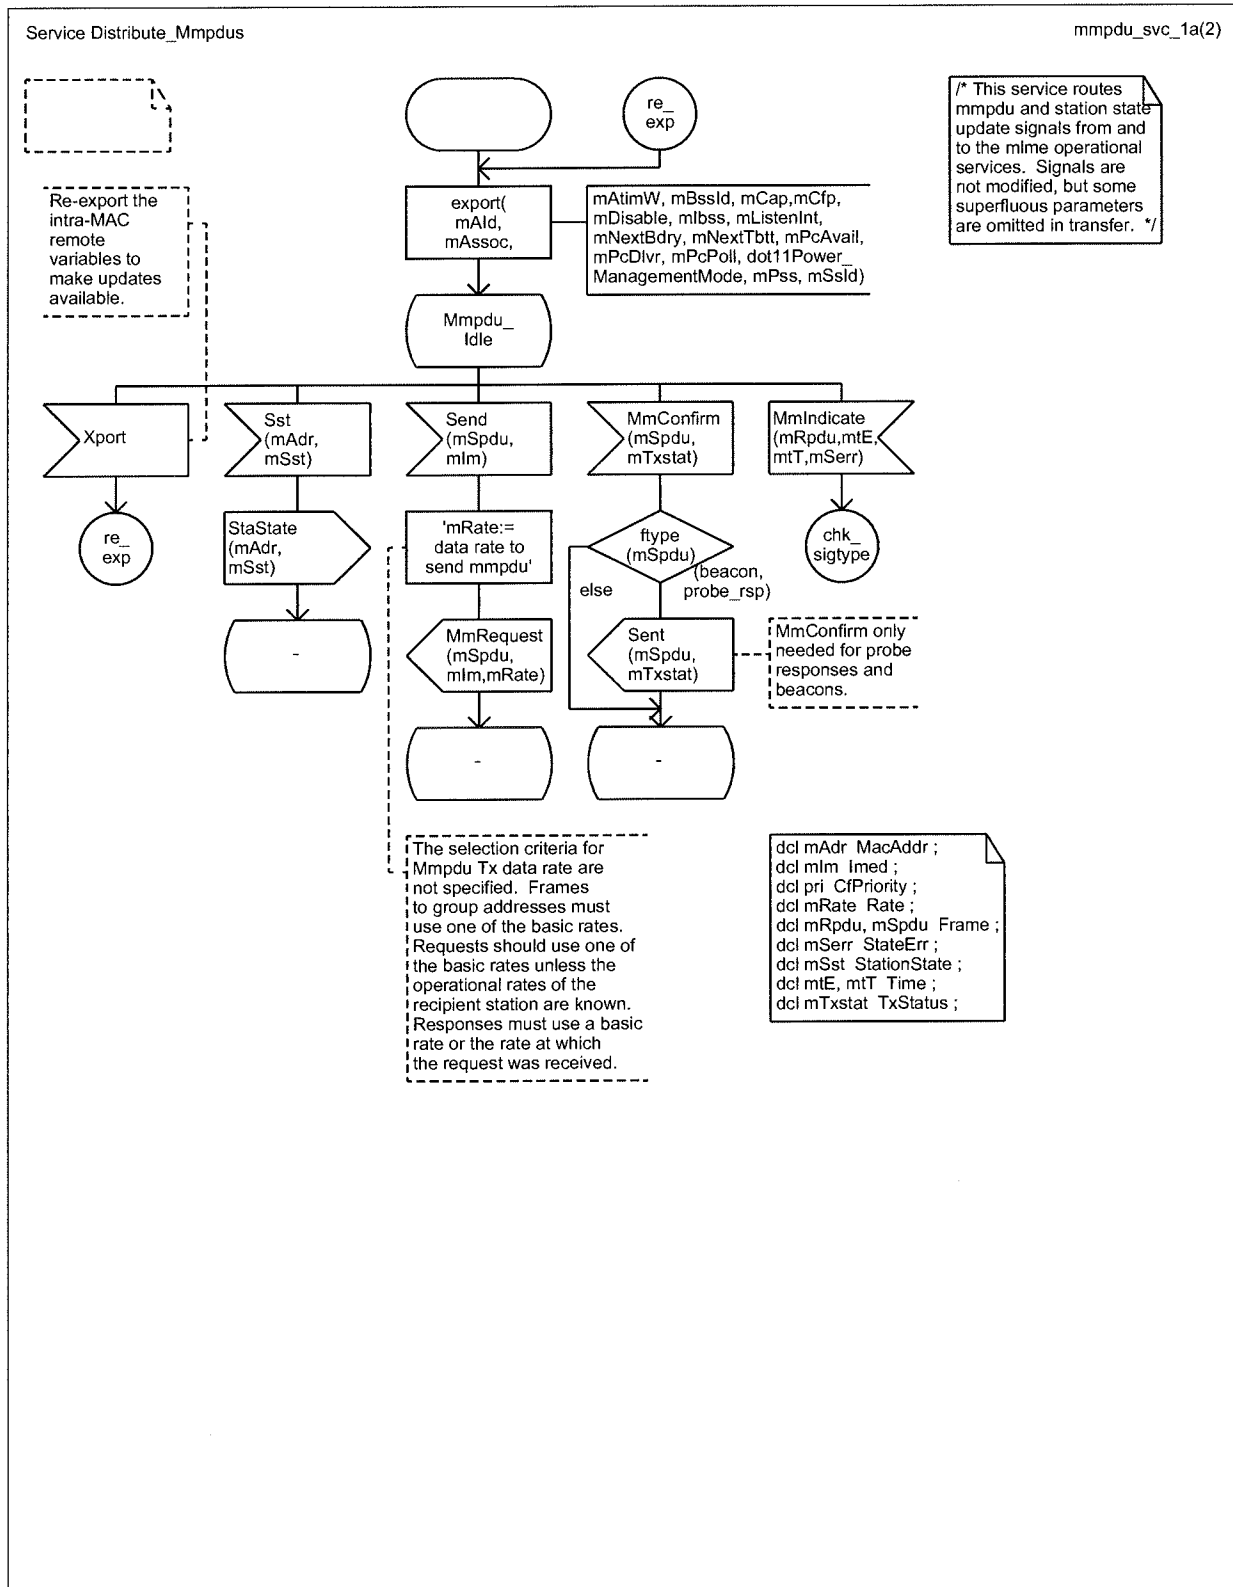 Service Distribute_Mmpdus
mmpdu_svc_1a(2)
re_
exp
/* This service routes
mmpdu and station state
update signals from and
to the mlme operational
services. Signals are
not modified, but some
superfluous parameters
are omitted in transfer. */
Re-export the
intra-MAC
remote
variables to
make updates
available.
export(
mAId,
mAssoc,
mAtimW, mBssId, mCap,mCfp,
mDisable, mIbss, mListenInt,
mNextBdry, mNextTbtt, mPcAvail,
mPcDlvr, mPcPoll, dot11Power_
ManagementMode, mPss, mSsId)
Mmpdu_
Idle
Xport
Sst
(mAdr,
mSst)
Send
(mSpdu,
mIm)
MmConfirm
(mSpdu,
mTxstat)
MmIndicate
(mRpdu,mtE,
mtT,mSerr)
re_
exp
StaState
(mAdr,
mSst)
'mRate:=
data rate to
send mmpdu'
ftype
(mSpdu)
chk_
sigtype
else
(beacon,
probe_rsp)
-
MmRequest
(mSpdu,
mIm,mRate)
Sent
(mSpdu,
mTxstat)
MmConfirm only
needed for probe
responses and
beacons.
-
-
The selection criteria for
Mmpdu Tx data rate are
not specified. Frames
to group addresses must
use one of the basic rates.
Requests should use one of
the basic rates unless the
operational rates of the
recipient station are known.
Responses must use a basic
rate or the rate at which
the request was received.
dcl mAdr MacAddr ;
dcl mIm Imed ;
dcl pri CfPriority ;
dcl mRate Rate ;
dcl mRpdu, mSpdu Frame ;
dcl mSerr StateErr ;
dcl mSst StationState ;
dcl mtE, mtT Time ;
dcl mTxstat TxStatus ;